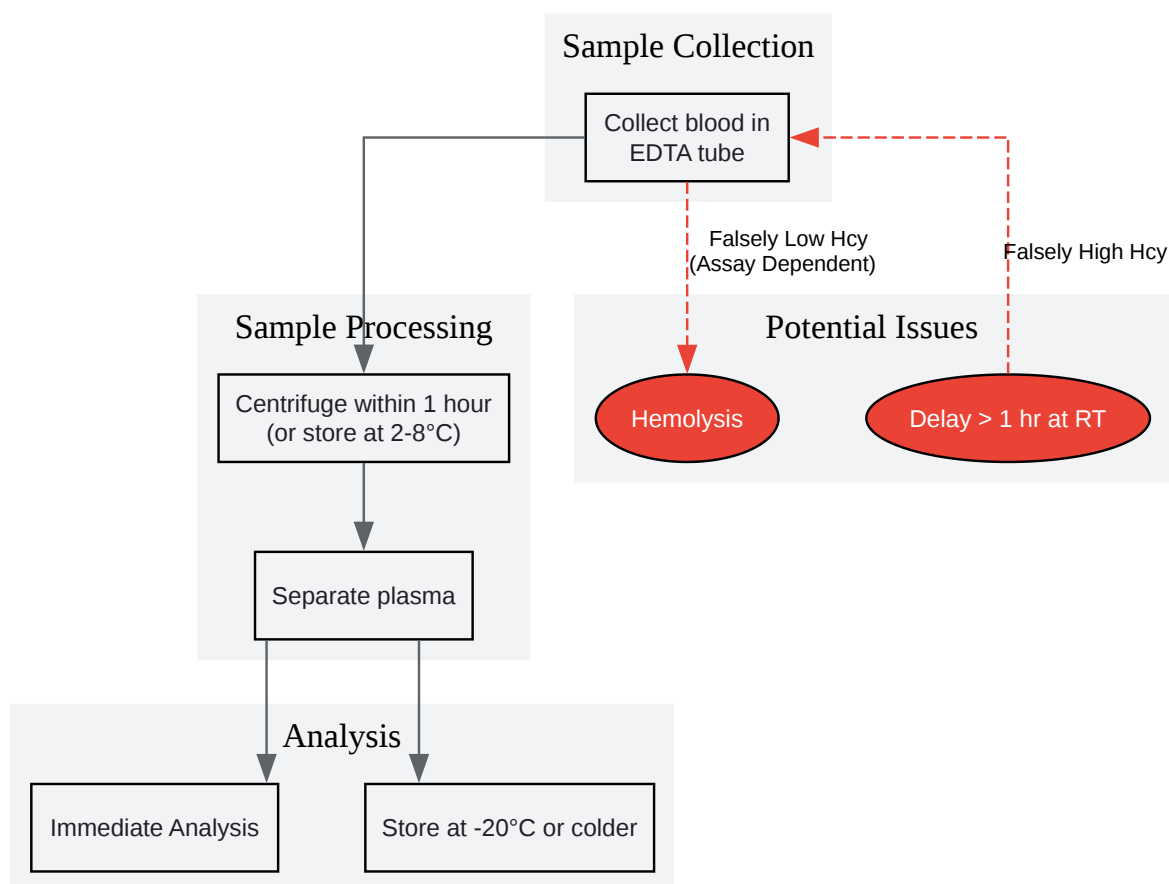 Sample Collection
Collect blood in
EDTA tube
Falsely Low Hcy
(Assay Dependent)
Falsely High Hcy
Sample Processing
Potential Issues
Centrifuge within 1 hour
(or store at 2-8°C)
Hemolysis
Delay > 1 hr at RT
Separate plasma
Analysis
Immediate Analysis
Store at -20°C or colder